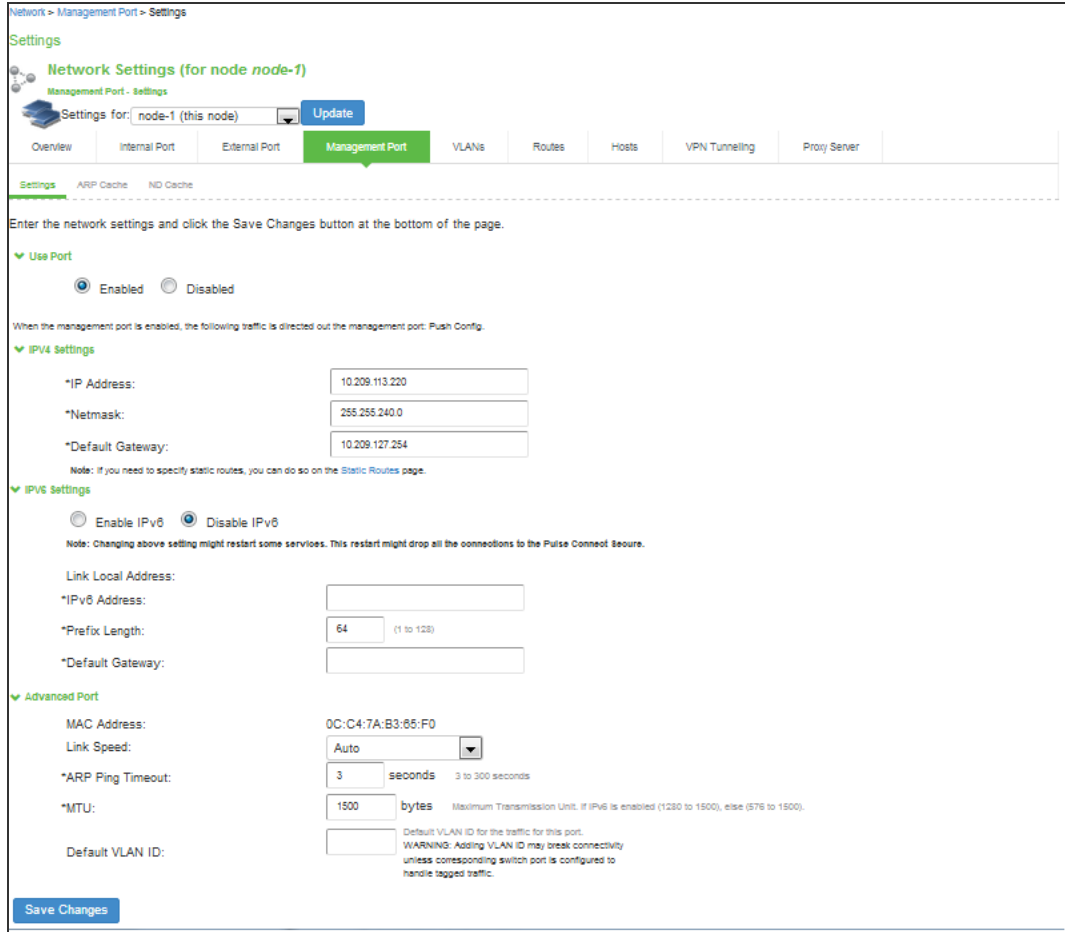 Network > Management Port > Settings
Settings
Network Settings (for node node-1)
Management Port - Settings
Settings for: node-1 (this node) Update
Overview Internal Port External Port Management Port VLANs Routes Hosts VPN Tunneling Proxy Server
Settings ARP Cache ND Cache
Enter the network settings and click the Save Changes button at the bottom of the page.
Use Port
Enabled Disabled
When the management port is enabled, the following traffic is directed out the management port: Push Config.
IPV4 Settings
*IP Address: 10.209.113.220
*Netmask: 255.255.240.0
*Default Gateway: 10.209.127.254
Note: If you need to specify static routes, you can do so on the Static Routes page.
IPV6 Settings
Enable IPv6 Disable IPv6
Note: Changing above setting might restart some services. This restart might drop all the connections to the Pulse Connect Secure.
Link Local Address:
*IPv6 Address:
*Prefix Length: 64 (1 to 128)
*Default Gateway:
Advanced Port
MAC Address: 0C:C4:7A:B3:65:F0
Link Speed: Auto
*ARP Ping Timeout: 3 seconds 3 to 300 seconds
*MTU: 1500 bytes Maximum Transmission Unit. If IPv6 is enabled (1280 to 1500), else (576 to 1500).
Default VLAN ID: Default VLAN ID for the traffic for this port.
WARNING: Adding VLAN ID may break connectivity
unless corresponding switch port is configured to
handle tagged traffic.
Save Changes